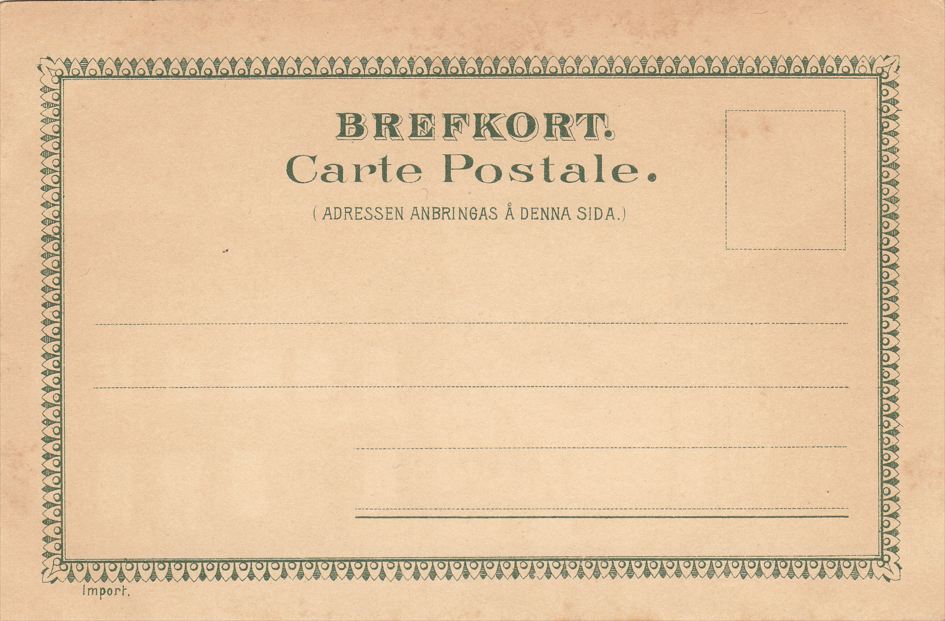 BREFKORT.
Carte Postale.
(ADRESSEN ANBRINGAS Å DENNA SIDA.)
Import.